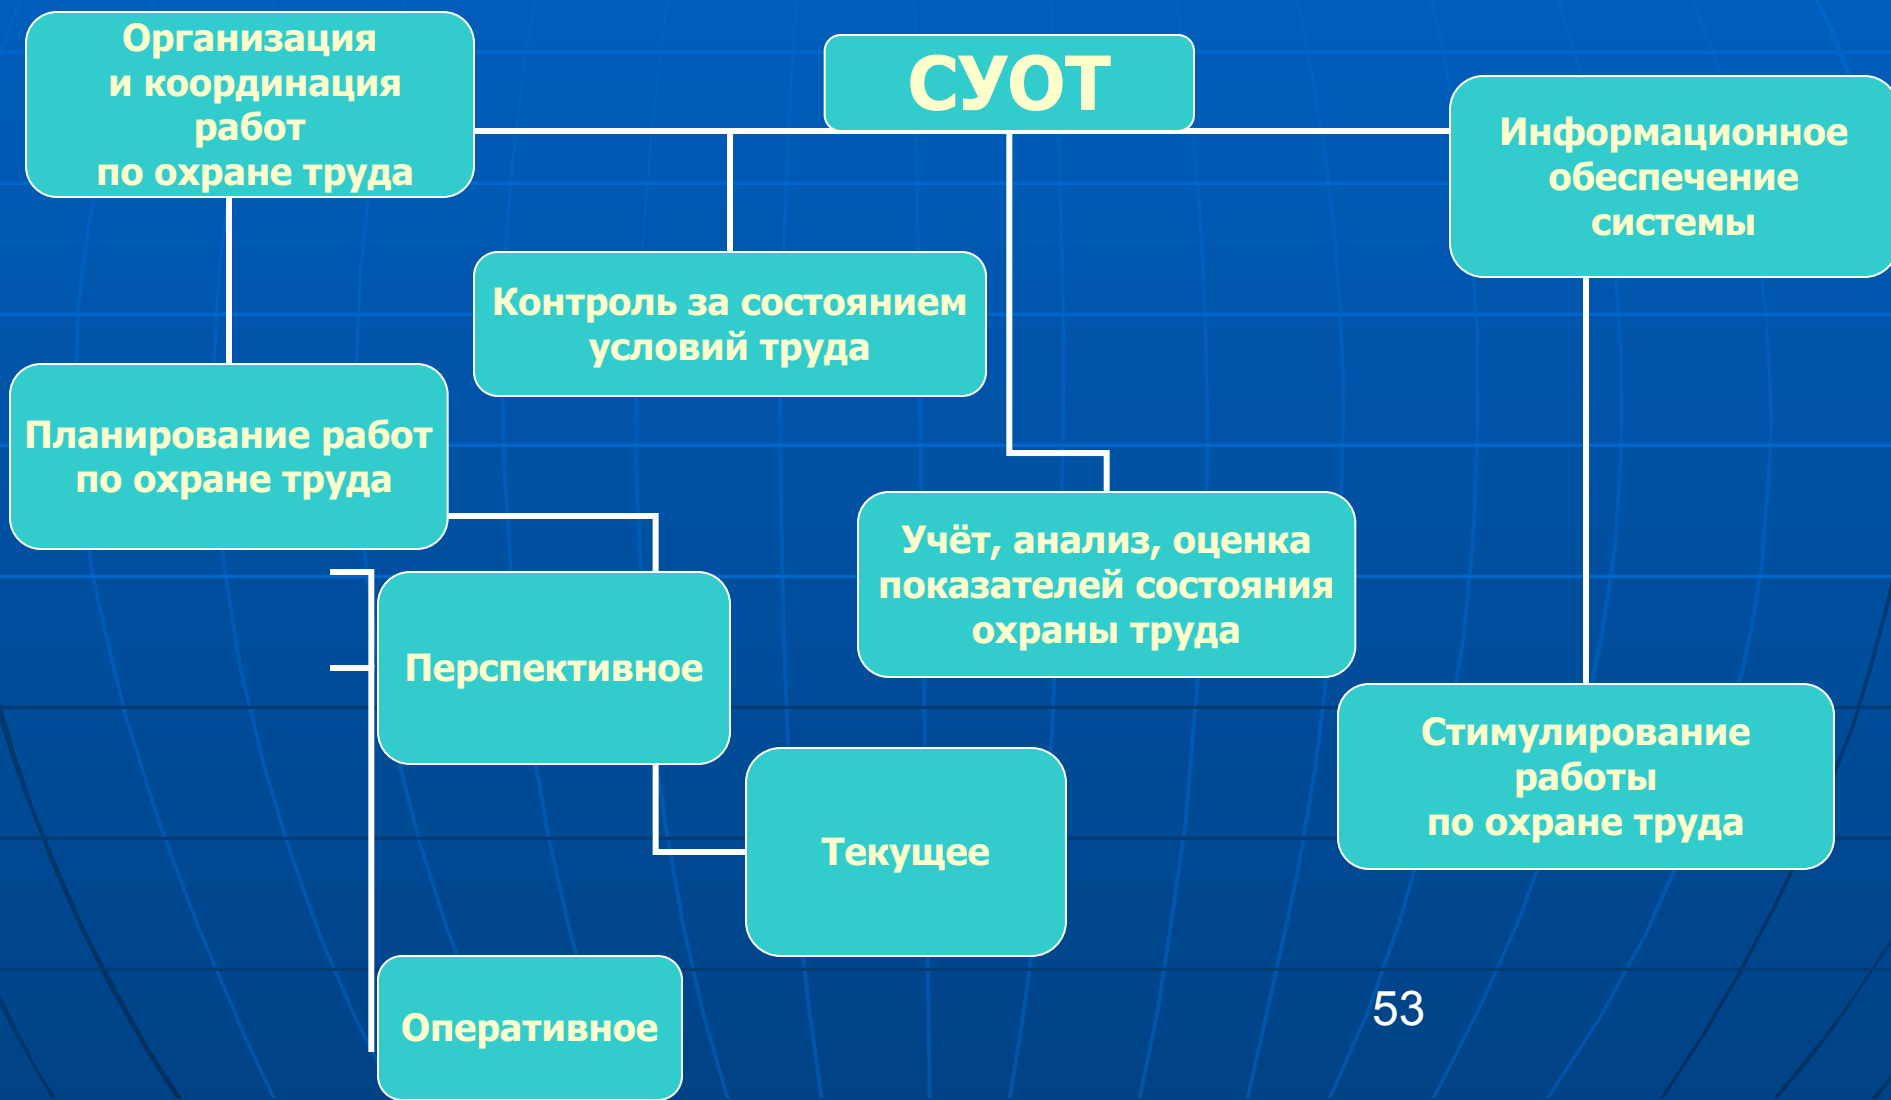 Организация
и координация
работ
по охране труда
СУОТ
Информационное
обеспечение
системы
Контроль за состоянием
условий труда
Планирование работ
по охране труда
Учёт, анализ, оценка
показателей состояния
охраны труда
Перспективное
Стимулирование
работы
по охране труда
Текущее
Оперативное
53